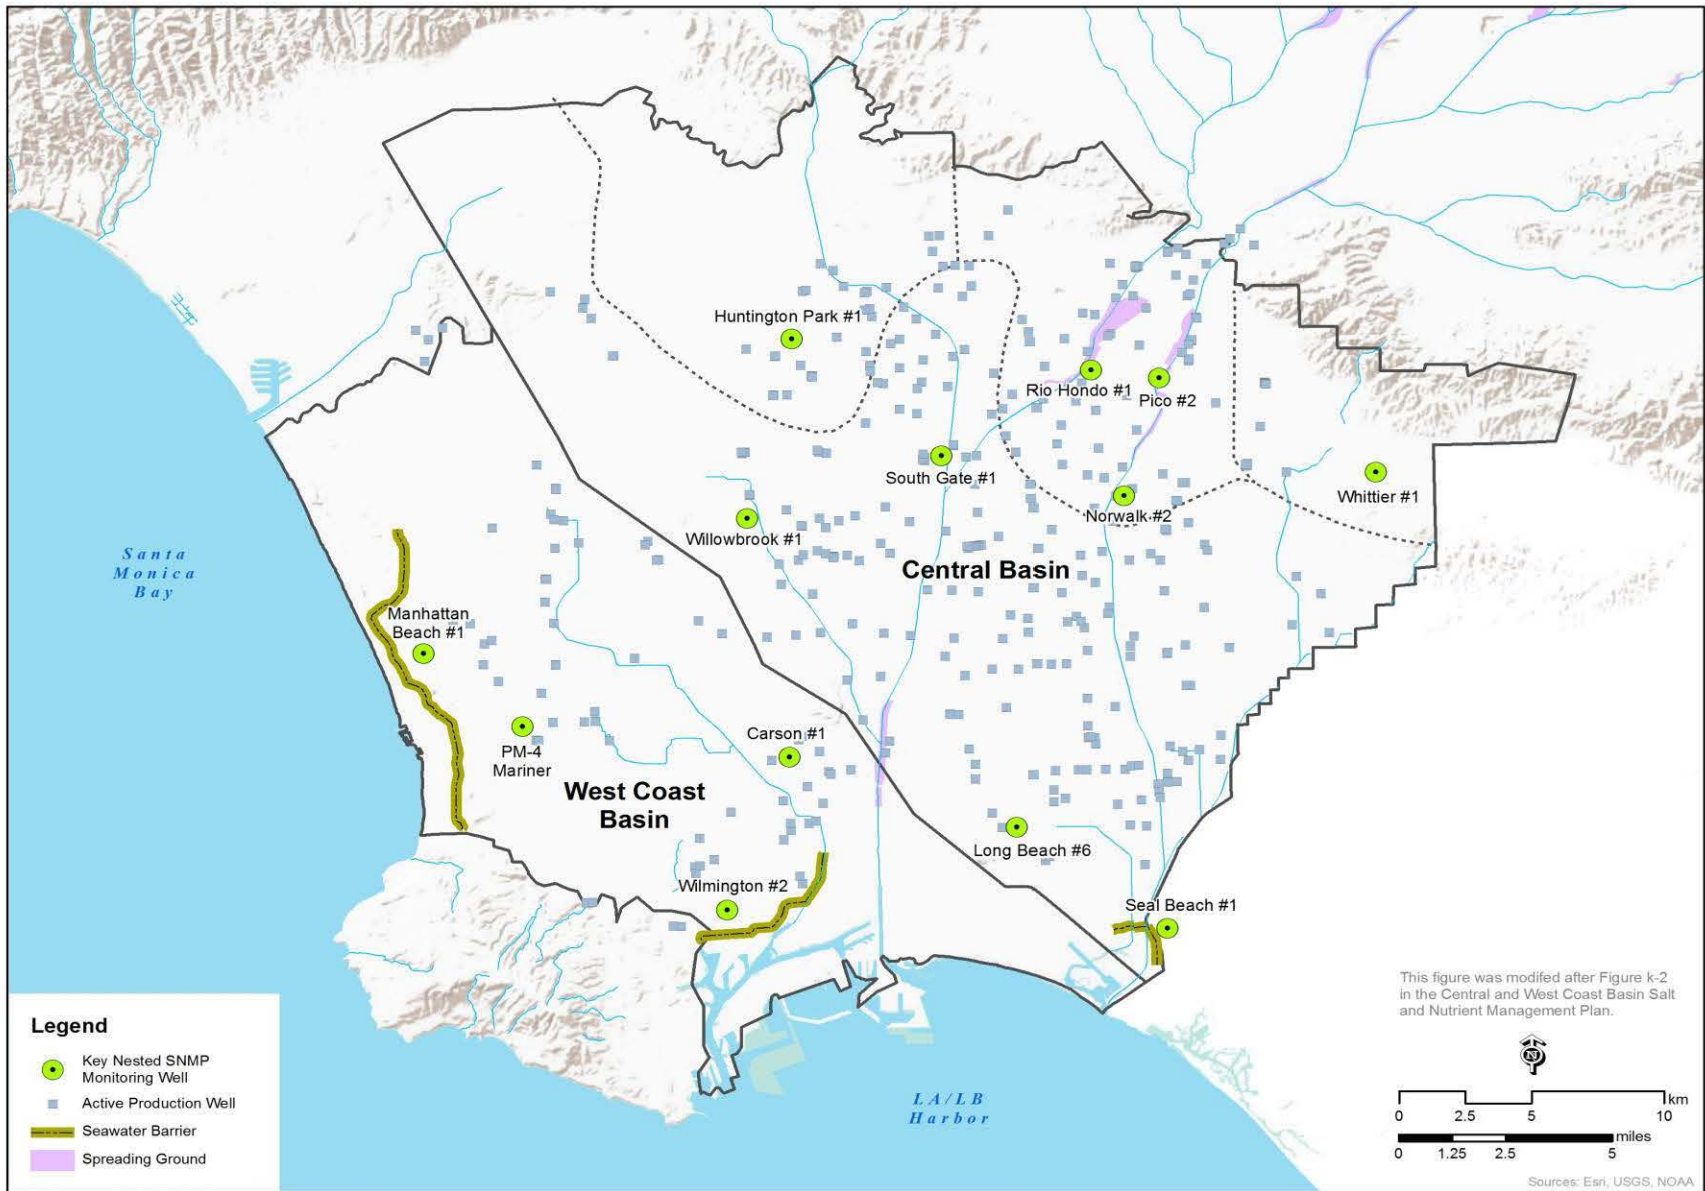 Huntington Park #1
Rio Hondo #1
Pico #2
South Gate #1
Whittier #1
Norwalk #2
Willowbrook #1
Central Basin
Santa
Monica
Bay
Manhattan
Beach #1
Carson #1
PM-4
Mariner
West Coast
Basin
Long Beach #6
Wilmington #2
Seal Beach #1
This figure was modifed after Figure k-2
in the Central and West Coast Basin Salt
and Nutrient Management Plan.
N
LA/LB
Harbor
km
0 2.5 5 10
miles
0 1.25 2.5 5
Sources: Esri, USGS, NOAA
Legend
Key Nested SNMP
Monitoring Well
Active Production Well
Seawater Barrier
Spreading Ground